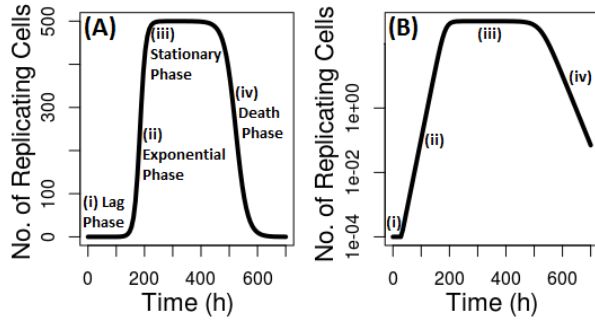 (A)
No. of Replicating Cells
500
300
100
0
(iii)
Stationary
Phase
(iv)
Death
Phase
(ii)
Exponential
Phase
(i) Lag
Phase
0 200 400 600
Time (h)
(B)
No. of Replicating Cells
1e+00
1e-02
1e-04
(iii)
(iv)
(ii)
(i)
0 200 400 600
Time (h)